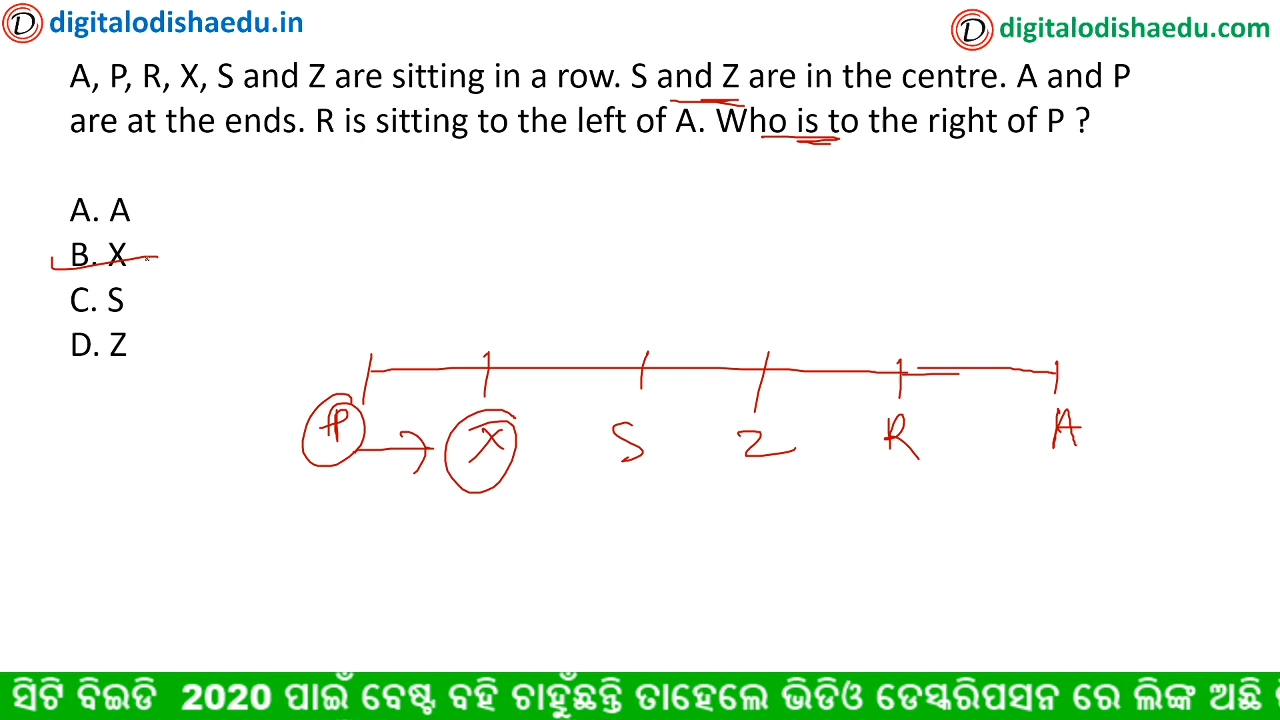 digitalodishaedu.in
digitalodishaedu.com
A, P, R, X, S and Z are sitting in a row. S and Z are in the centre. A and P
are at the ends. R is sitting to the left of A. Who is to the right of P ?
A. A
B. X
C. S
D. Z
P X S Z R A
ସିଟି ବିଇଡି 2020 ପାଇଁ ବେଷ୍ଟ ବହି ଚାହୁଁଛନ୍ତି ତାହେଲେ ଭିଡିଓ ଡେସ୍କରିପସନ ରେ ଲିଙ୍କ ଅଛି